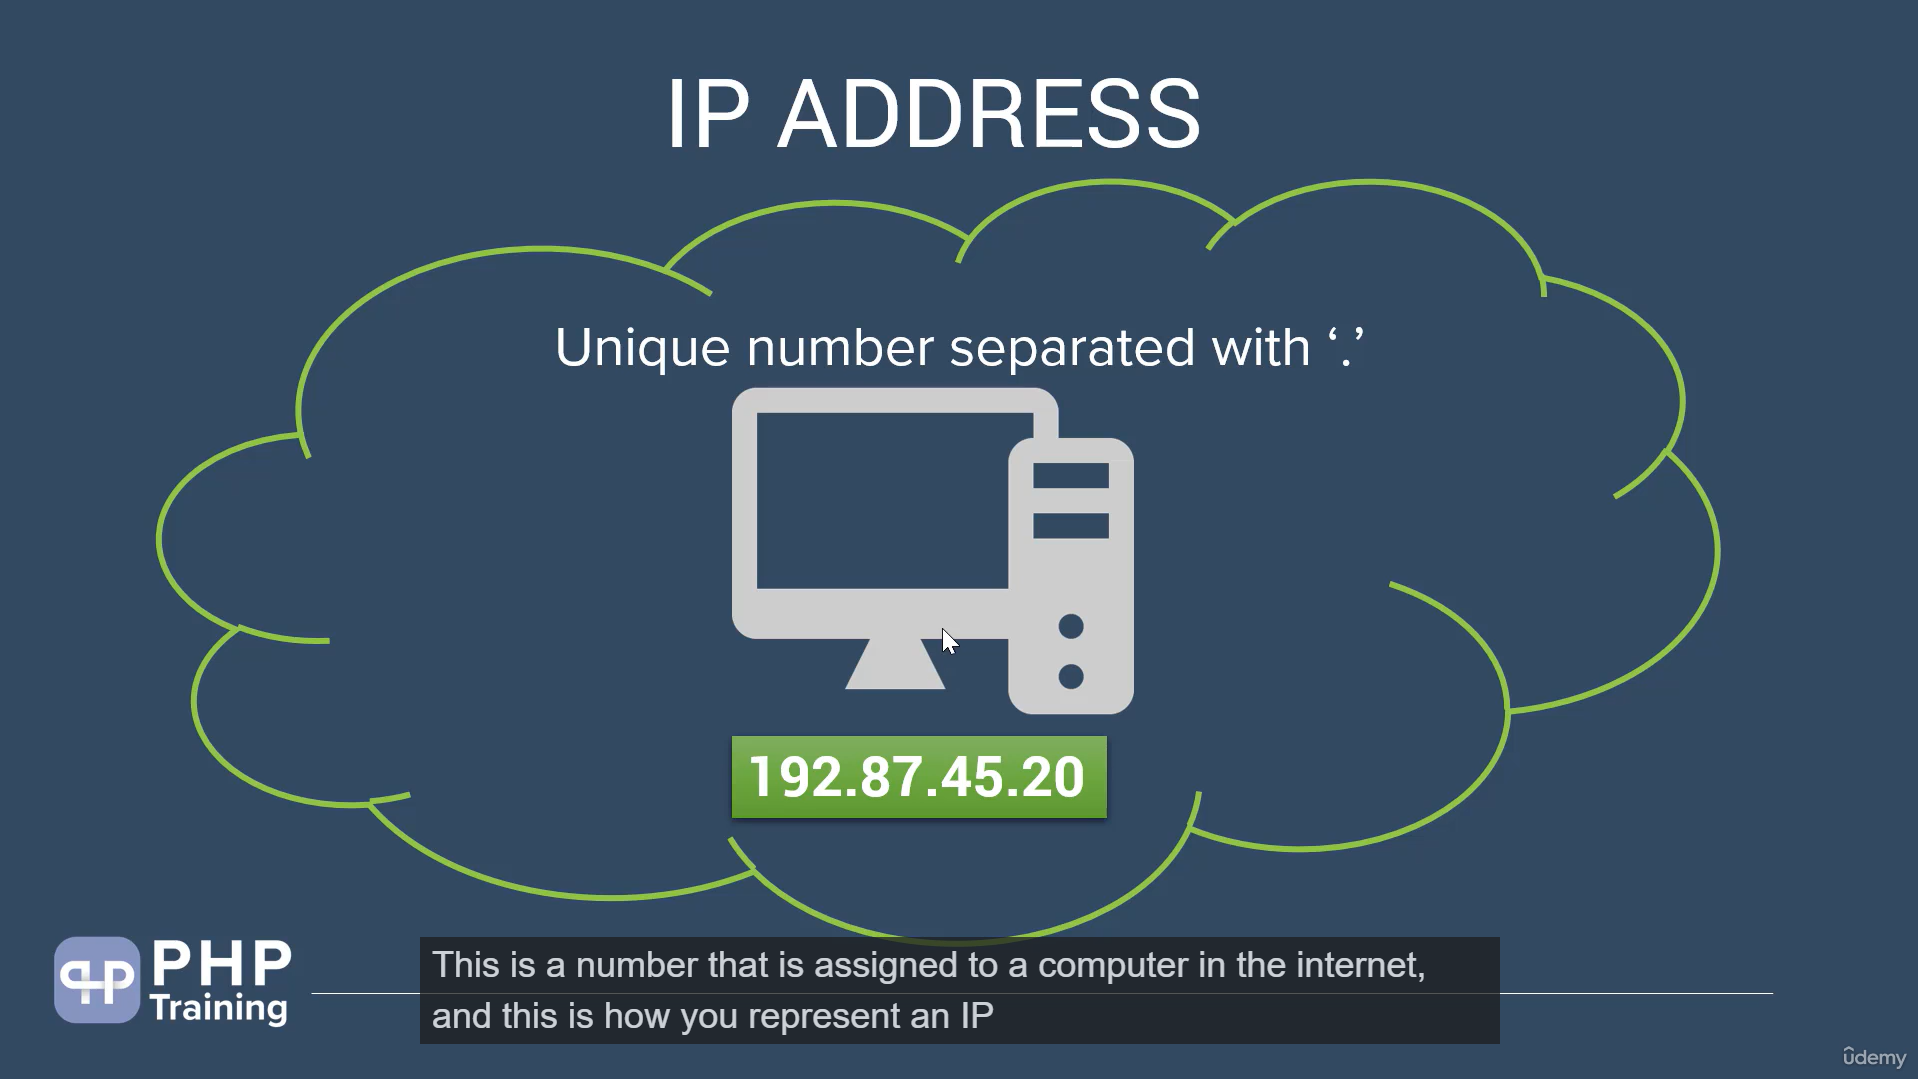 IP ADDRESS
Unique number separated with ‘.’
192.87.45.20
PHP
Training
This is a number that is assigned to a computer in the internet,
and this is how you represent an IP
udemy